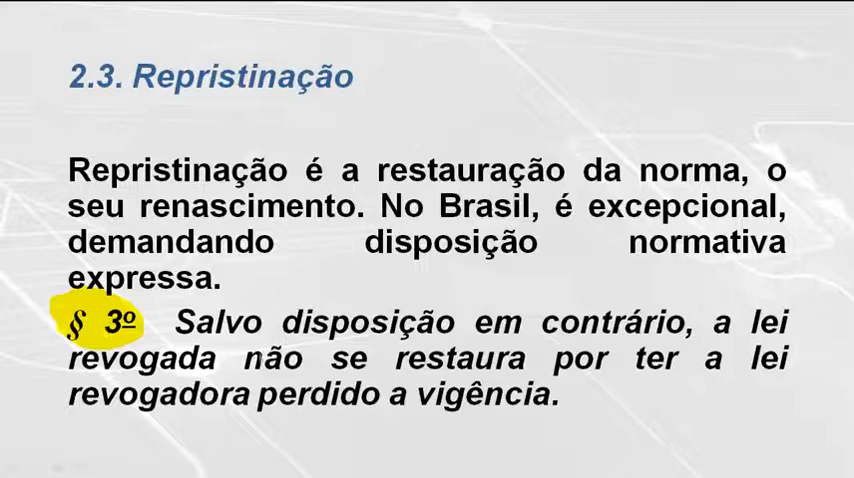 2.3. Repristinação
Repristinação é a restauração da norma, o
seu renascimento. No Brasil, é excepcional,
demandando disposição normativa
expressa.
§ 3º Salvo disposição em contrário, a lei
revogada não se restaura por ter a lei
revogadora perdido a vigência.